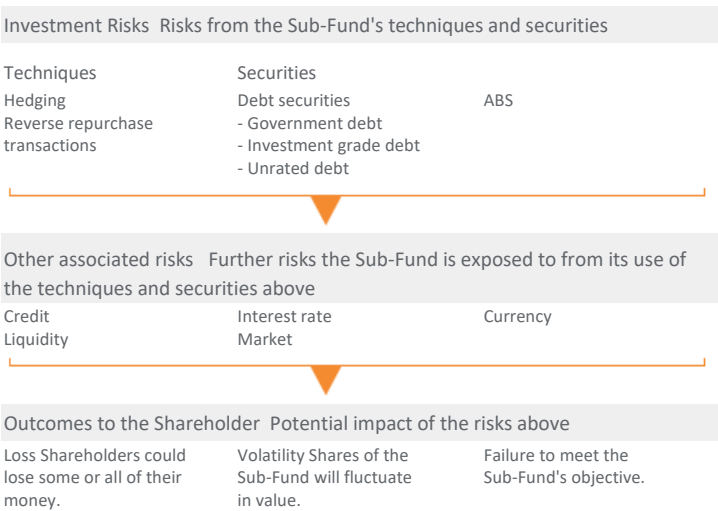 Investment Risks Risks from the Sub-Fund's techniques and securities
Techniques
Hedging
Reverse repurchase
transactions
Securities
Debt securities
- Government debt
- Investment grade debt
- Unrated debt
ABS
Other associated risks Further risks the Sub-Fund is exposed to from its use of
the techniques and securities above
Credit
Liquidity
Interest rate
Market
Currency
Outcomes to the Shareholder Potential impact of the risks above
Loss Shareholders could
lose some or all of their
money.
Volatility Shares of the
Sub-Fund will fluctuate
in value.
Failure to meet the
Sub-Fund's objective.